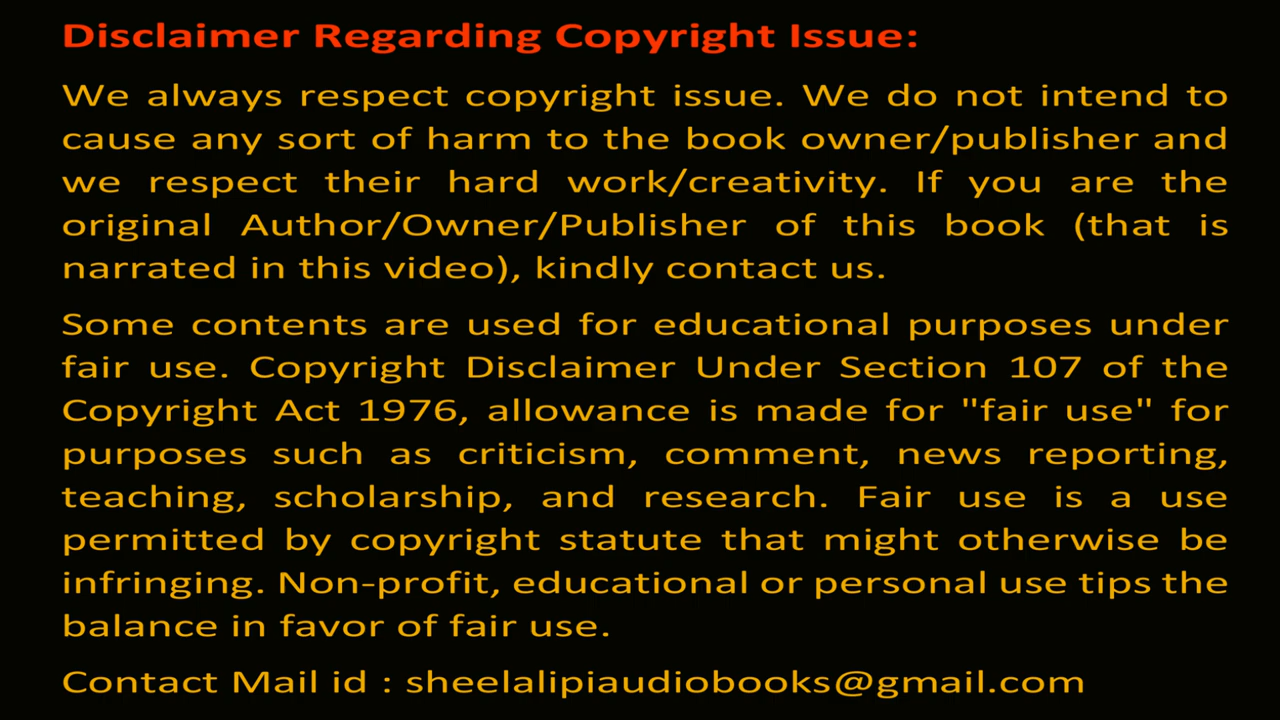 Disclaimer Regarding Copyright Issue:
We always respect copyright issue. We do not intend to
cause any sort of harm to the book owner/publisher and
we respect their hard work/creativity. If you are the
original Author/Owner/Publisher of this book (that is
narrated in this video), kindly contact us.
Some contents are used for educational purposes under
fair use. Copyright Disclaimer Under Section 107 of the
Copyright Act 1976, allowance is made for "fair use" for
purposes such as criticism, comment, news reporting,
teaching, scholarship, and research. Fair use is a use
permitted by copyright statute that might otherwise be
infringing. Non-profit, educational or personal use tips the
balance in favor of fair use.
Contact Mail id : sheelalipiaudiobooks@gmail.com